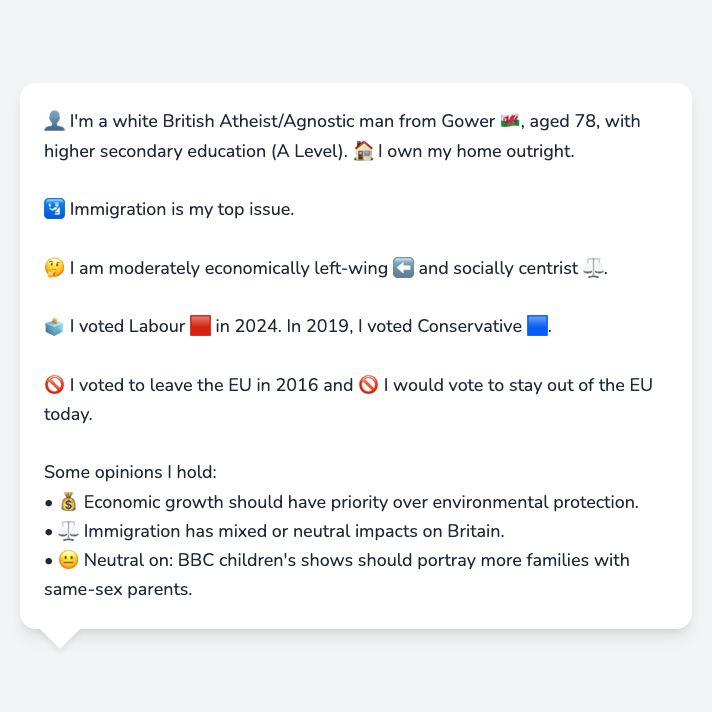 👤 I'm a white British Atheist/Agnostic man from Gower 🏴󠁧󠁢󠁷󠁬󠁳󠁿, aged 78, with
higher secondary education (A Level). 🏠 I own my home outright.
🛂 Immigration is my top issue.
🤔 I am moderately economically left-wing ⬅️ and socially centrist ⚖️.
🗳️ I voted Labour 🟥 in 2024. In 2019, I voted Conservative 🟦.
🚫 I voted to leave the EU in 2016 and 🚫 I would vote to stay out of the EU
today.
Some opinions I hold:
• 💰 Economic growth should have priority over environmental protection.
• ⚖️ Immigration has mixed or neutral impacts on Britain.
• 😐 Neutral on: BBC children's shows should portray more families with
same-sex parents.